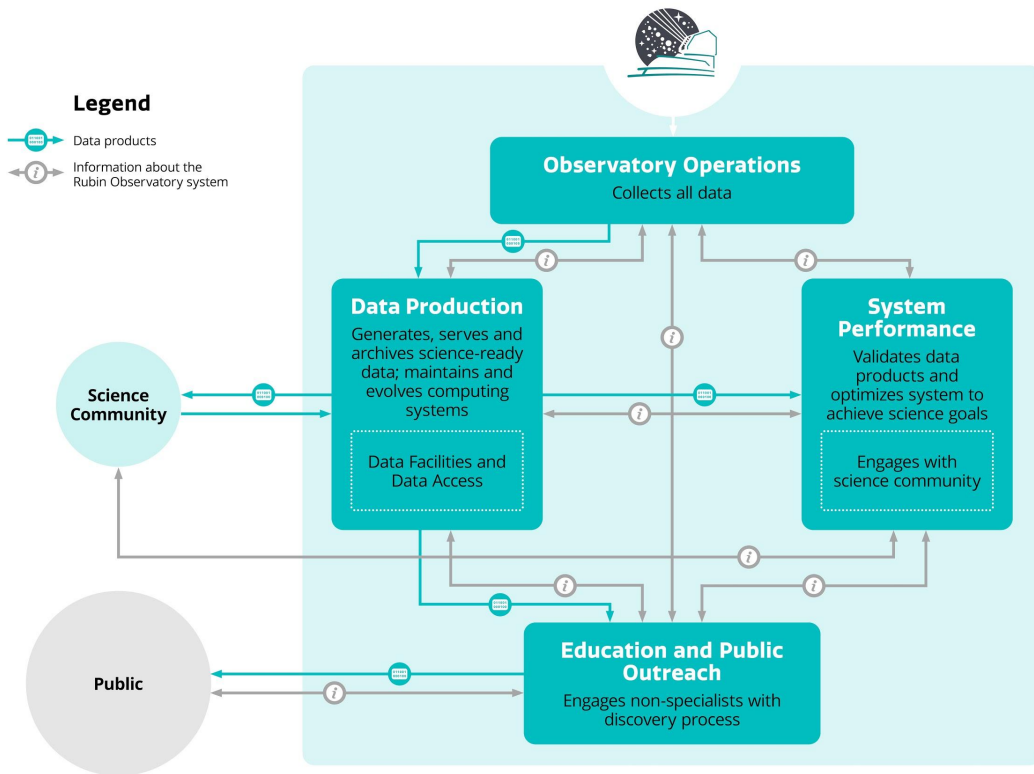 Legend
Data products
Information about the
Rubin Observatory system
Observatory Operations
Collects all data
Data Production
Generates, serves and
archives science-ready
data; maintains and
evolves computing
systems
Data Facilities and
Data Access
System
Performance
Validates data
products and
optimizes system to
achieve science goals
Engages with
science community
Science
Community
Education and Public
Outreach
Engages non-specialists with
discovery process
Public